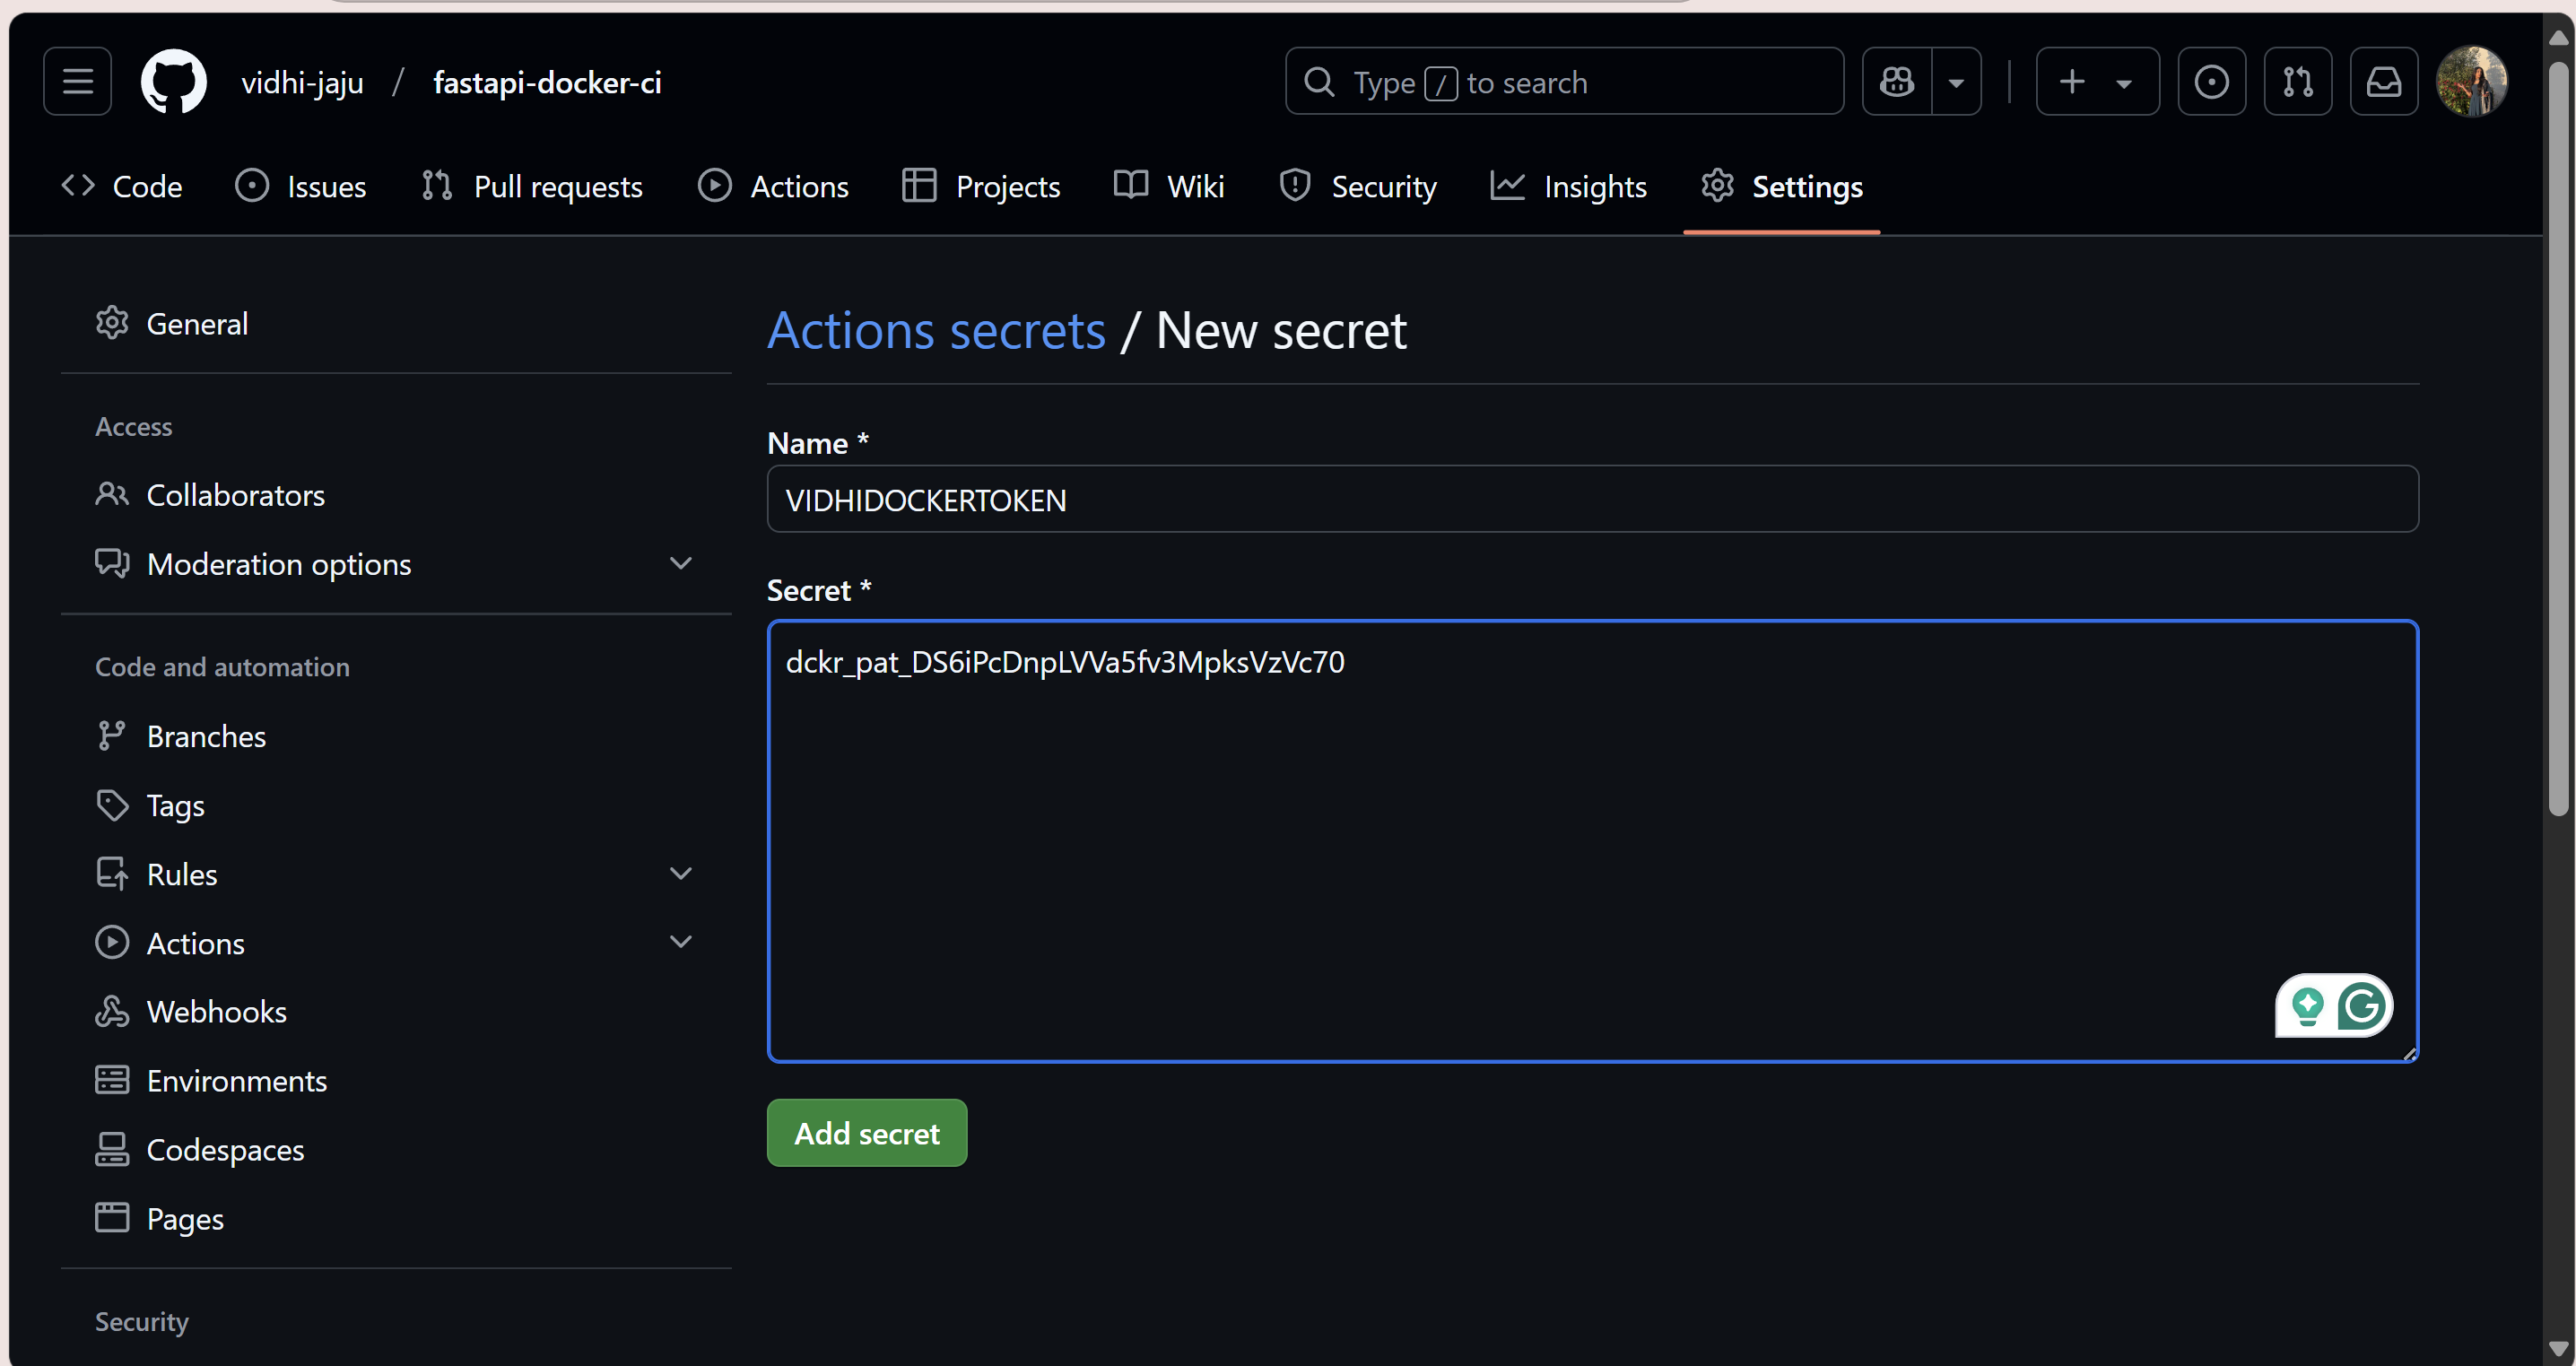 vidhi-jaju / fastapi-docker-ci
Type / to search
Code
Issues
Pull requests
Actions
Projects
Wiki
Security
Insights
Settings
General
Access
Collaborators
Moderation options
Code and automation
Branches
Tags
Rules
Actions
Webhooks
Environments
Codespaces
Pages
Security
Actions secrets / New secret
Name *
VIDHIDOCKERTOKEN
Secret *
dckr_pat_DS6iPcDnpLVVa5fv3MpksVzVc70
Add secret